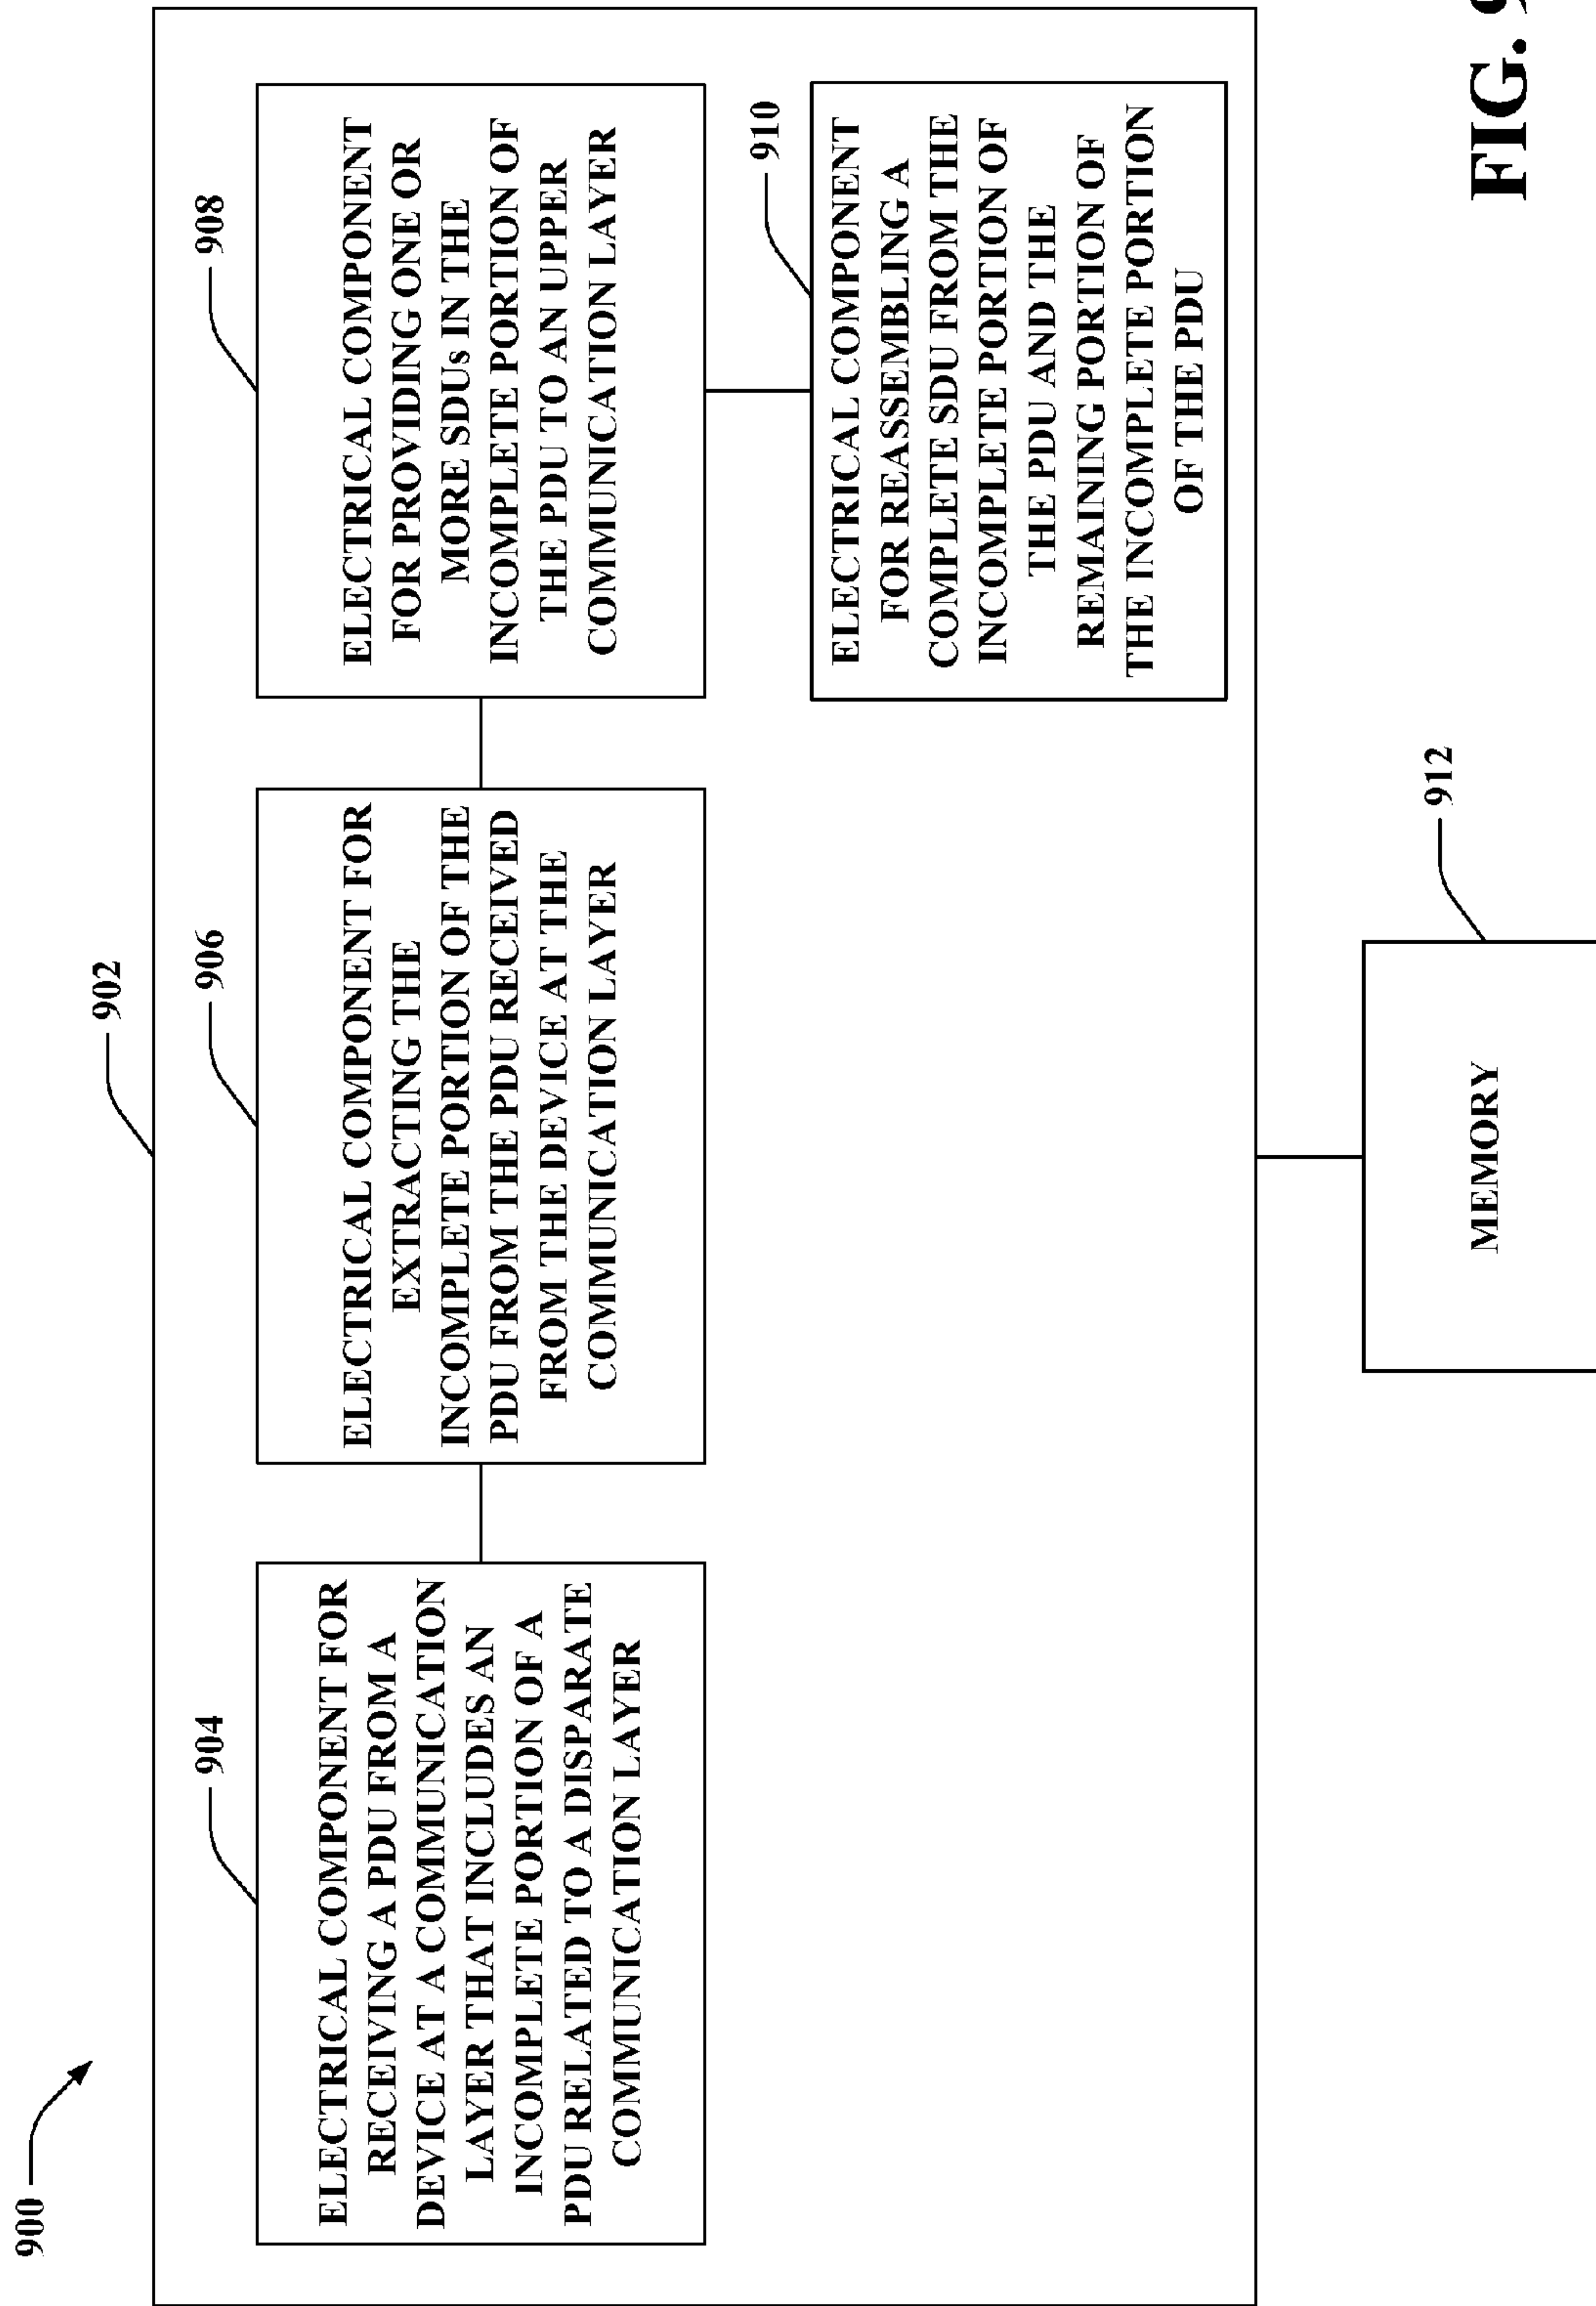 900
902
904
ELECTRICAL COMPONENT FOR
RECEIVING A PDU FROM A
DEVICE AT A COMMUNICATION
LAYER THAT INCLUDES AN
INCOMPLETE PORTION OF A
PDU RELATED TO A DISPARATE
COMMUNICATION LAYER
906
ELECTRICAL COMPONENT FOR
EXTRACTING THE
INCOMPLETE PORTION OF THE
PDU FROM THE PDU RECEIVED
FROM THE DEVICE AT THE
COMMUNICATION LAYER
908
ELECTRICAL COMPONENT
FOR PROVIDING ONE OR
MORE SDUs IN THE
INCOMPLETE PORTION OF
THE PDU TO AN UPPER
COMMUNICATION LAYER
910
ELECTRICAL COMPONENT
FOR REASSEMBLING A
COMPLETE SDU FROM THE
INCOMPLETE PORTION OF
THE PDU AND THE
REMAINING PORTION OF
THE INCOMPLETE PORTION
OF THE PDU
912
MEMORY
FIG. 9